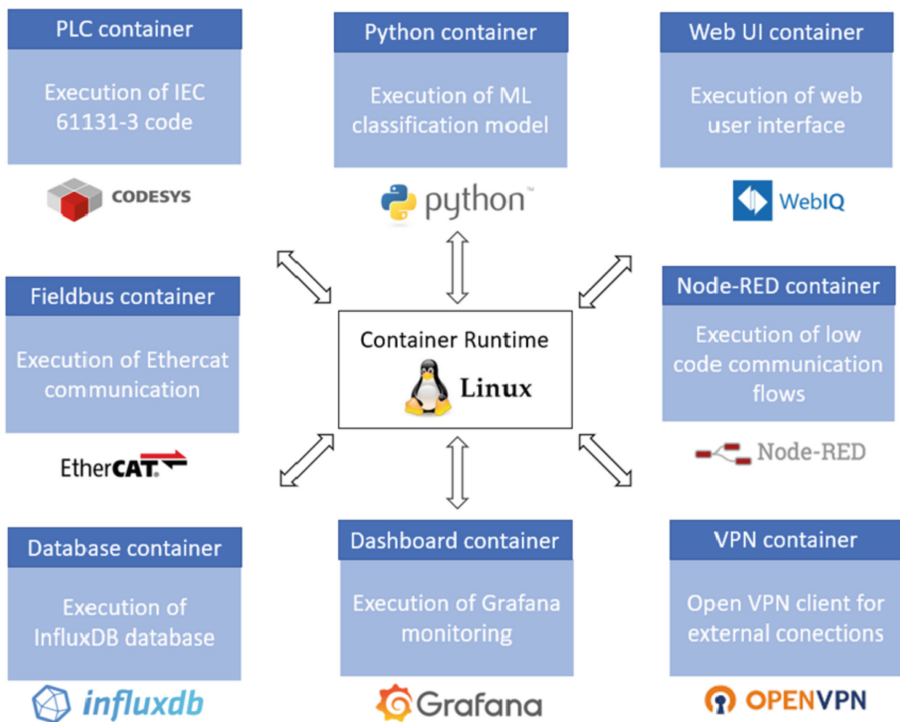 PLC container
Execution of IEC
61131-3 code
CODESYS
Python container
Execution of ML
classification model
python™
Web UI container
Execution of web
user interface
WebIQ
Fieldbus container
Execution of Ethercat
communication
EtherCAT®
Container Runtime
Linux
Node-RED container
Execution of low
code communication
flows
Node-RED
Database container
Execution of
InfluxDB database
influxdb
Dashboard container
Execution of Grafana
monitoring
Grafana
VPN container
Open VPN client for
external conections
OPENVPN